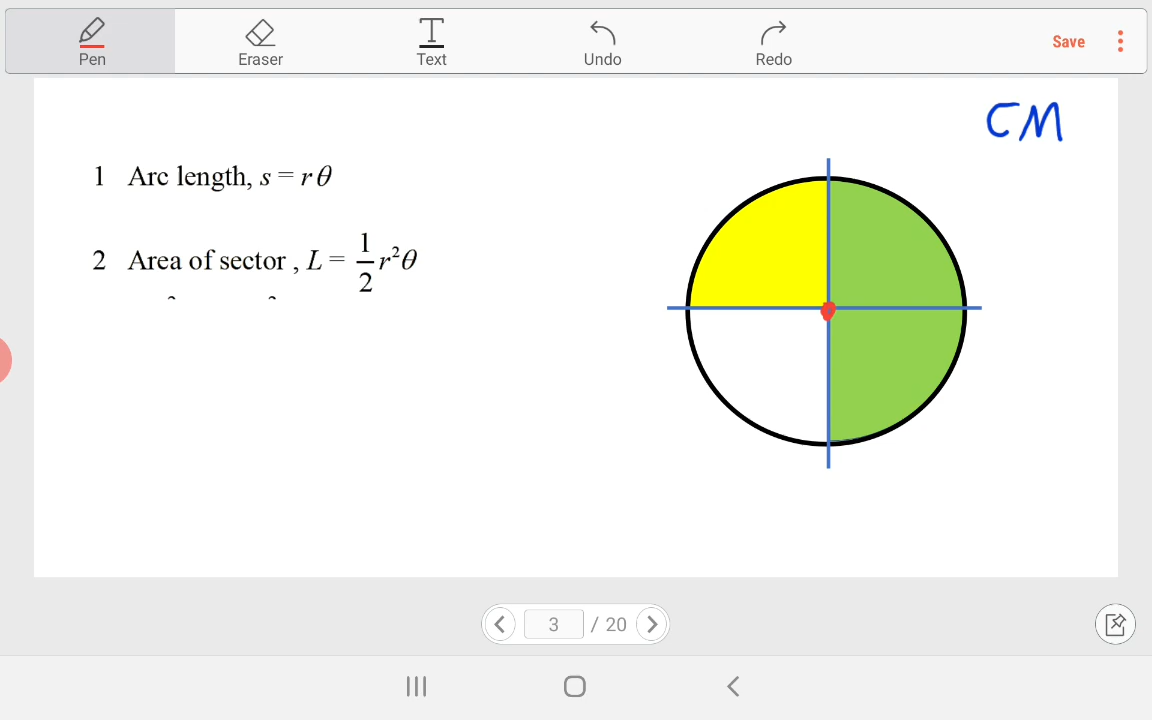 Pen Eraser Text Undo Redo Save
CM
1 Arc length, s = rθ
2 Area of sector , L = 1/2 r²θ
3 / 20